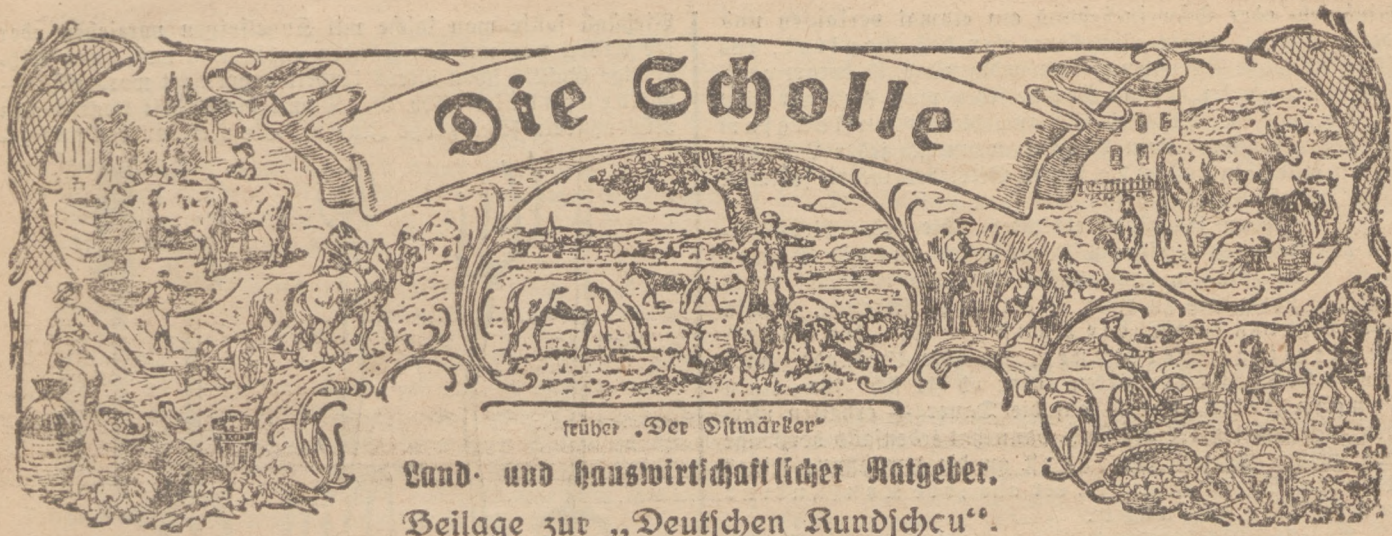 Die Scholle
früher „Der Ostmärker“
Land- und hauswirtschaftlicher Ratgeber.
Beilage zur „Deutschen Rundschau“.